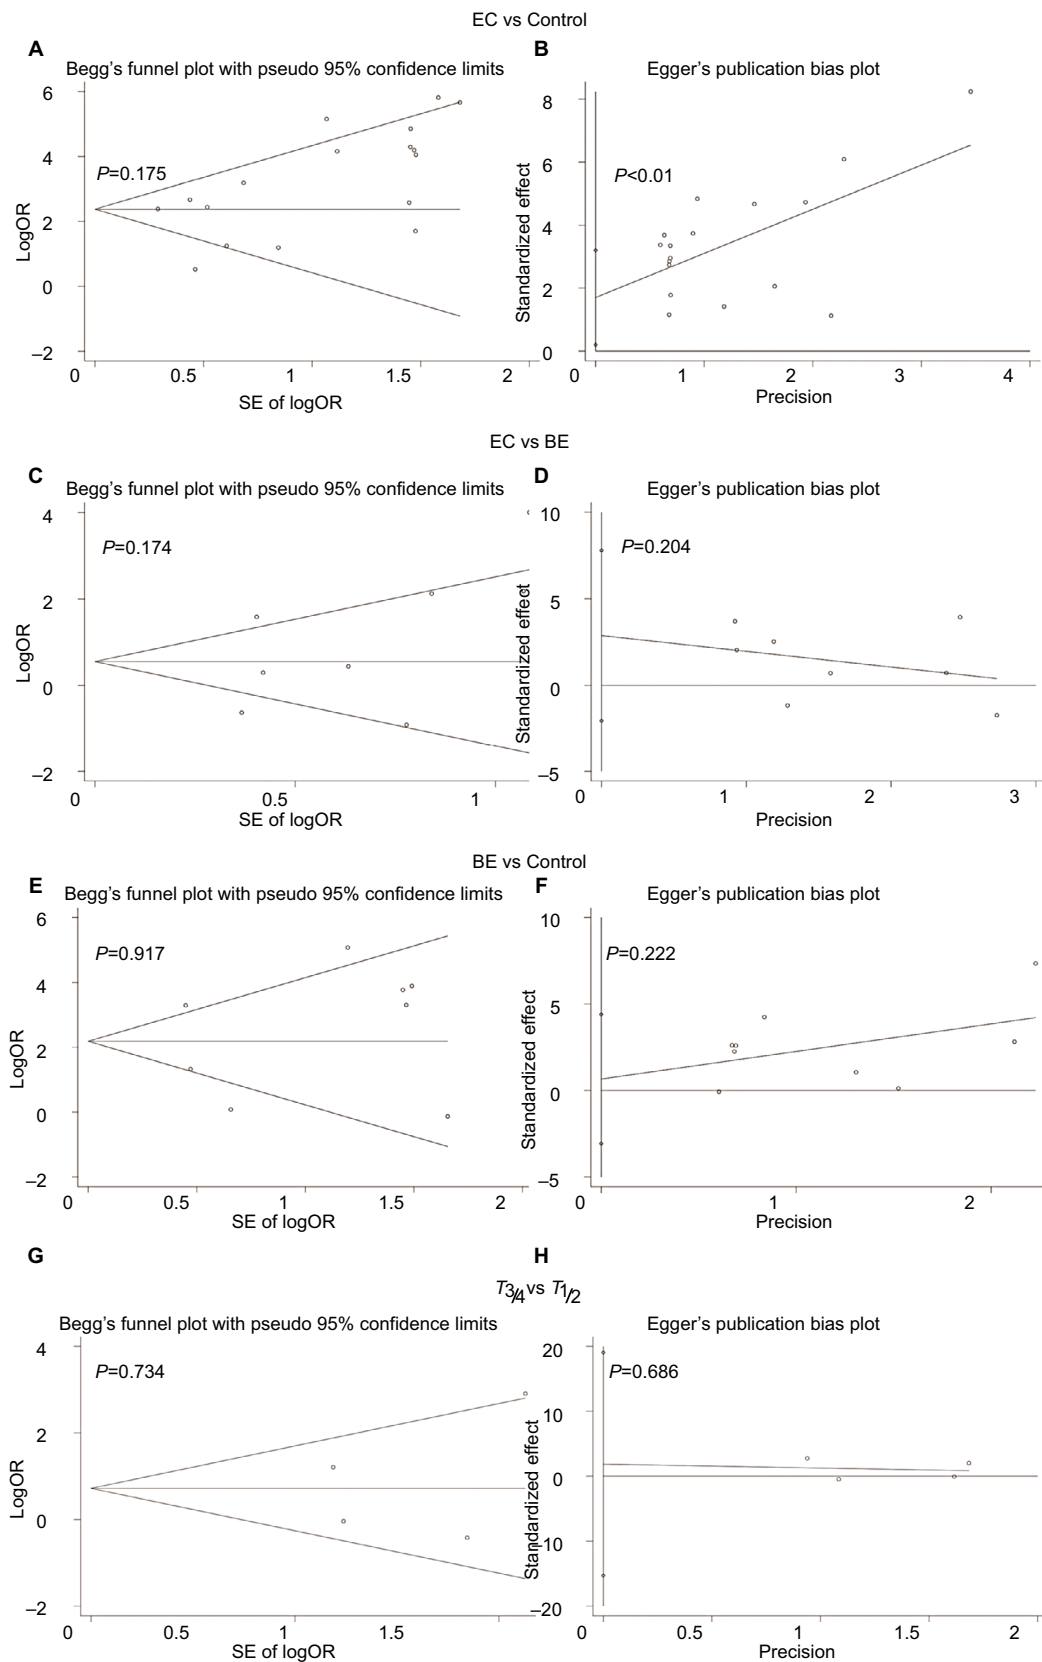 EC vs Control
A
B
Begg's funnel plot with pseudo 95% confidence limits
Egger's publication bias plot
P=0.175
P<0.01
LogOR
Standardized effect
6
4
2
0
–2
8
6
4
2
0
0 0.5 1 1.5 2
0 1 2 3 4
SE of logOR
Precision
EC vs BE
C
D
Begg's funnel plot with pseudo 95% confidence limits
Egger's publication bias plot
P=0.174
P=0.204
LogOR
Standardized effect
4
2
0
–2
10
5
0
–5
0 0.5 1
0 1 2 3
SE of logOR
Precision
BE vs Control
E
F
Begg's funnel plot with pseudo 95% confidence limits
Egger's publication bias plot
P=0.917
P=0.222
LogOR
Standardized effect
6
4
2
0
–2
10
5
0
–5
0 0.5 1 1.5 2
0 1 2
SE of logOR
Precision
G
H
T3/4 vs T1/2
Begg's funnel plot with pseudo 95% confidence limits
Egger's publication bias plot
P=0.734
P=0.686
LogOR
Standardized effect
4
2
0
–2
20
10
0
–10
–20
0 0.5 1 1.5
0 0.5 1 1.5 2
SE of logOR
Precision